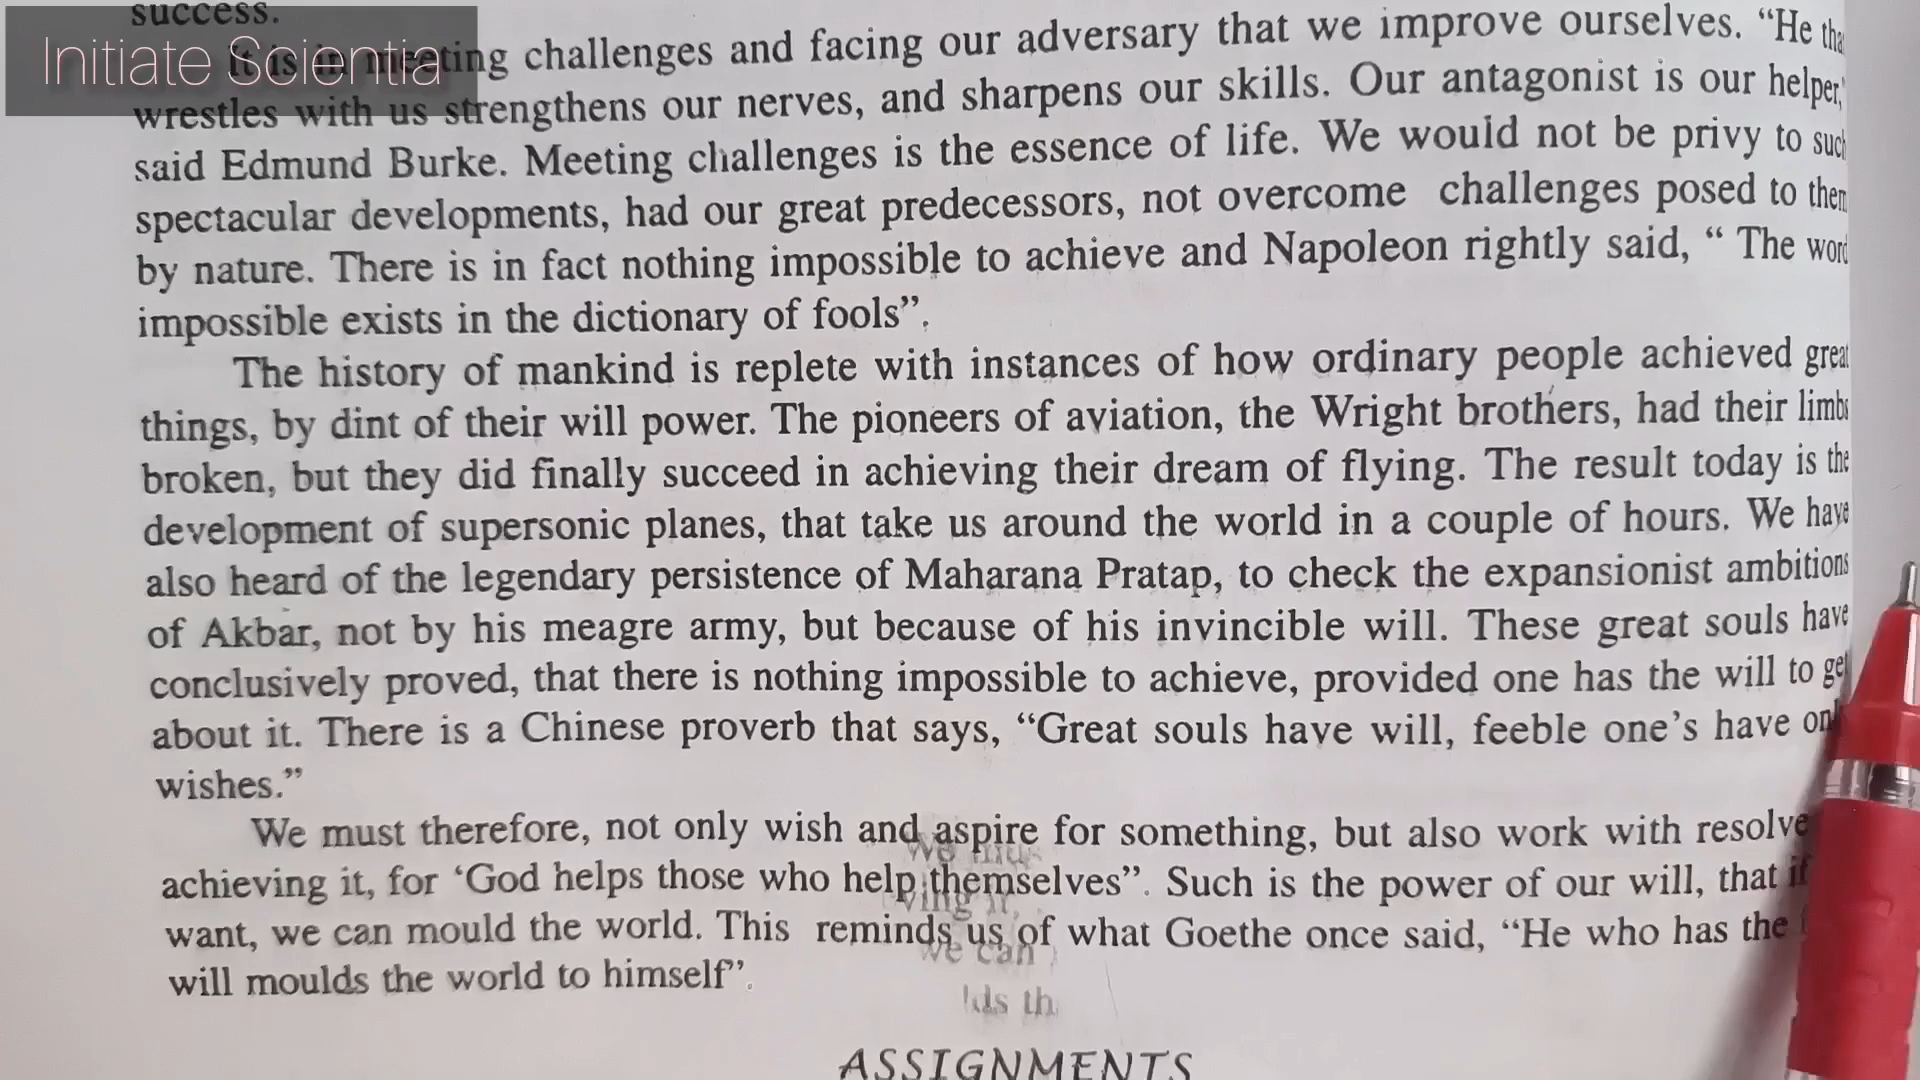 success.
Initiate Scientia
It is in meeting challenges and facing our adversary that we improve ourselves. “He tha
wrestles with us strengthens our nerves, and sharpens our skills. Our antagonist is our helper,
said Edmund Burke. Meeting challenges is the essence of life. We would not be privy to such
spectacular developments, had our great predecessors, not overcome challenges posed to them
by nature. There is in fact nothing impossible to achieve and Napoleon rightly said, “ The word
impossible exists in the dictionary of fools”.
The history of mankind is replete with instances of how ordinary people achieved great
things, by dint of their will power. The pioneers of aviation, the Wright brothers, had their limbs
broken, but they did finally succeed in achieving their dream of flying. The result today is the
development of supersonic planes, that take us around the world in a couple of hours. We have
also heard of the legendary persistence of Maharana Pratap, to check the expansionist ambitions
of Akbar, not by his meagre army, but because of his invincible will. These great souls have
conclusively proved, that there is nothing impossible to achieve, provided one has the will to get
about it. There is a Chinese proverb that says, “Great souls have will, feeble one’s have only
wishes.”
We must therefore, not only wish and aspire for something, but also work with resolve
achieving it, for ‘God helps those who help themselves”. Such is the power of our will, that if
want, we can mould the world. This reminds us of what Goethe once said, “He who has the
will moulds the world to himself”.
ASSIGNMENTS